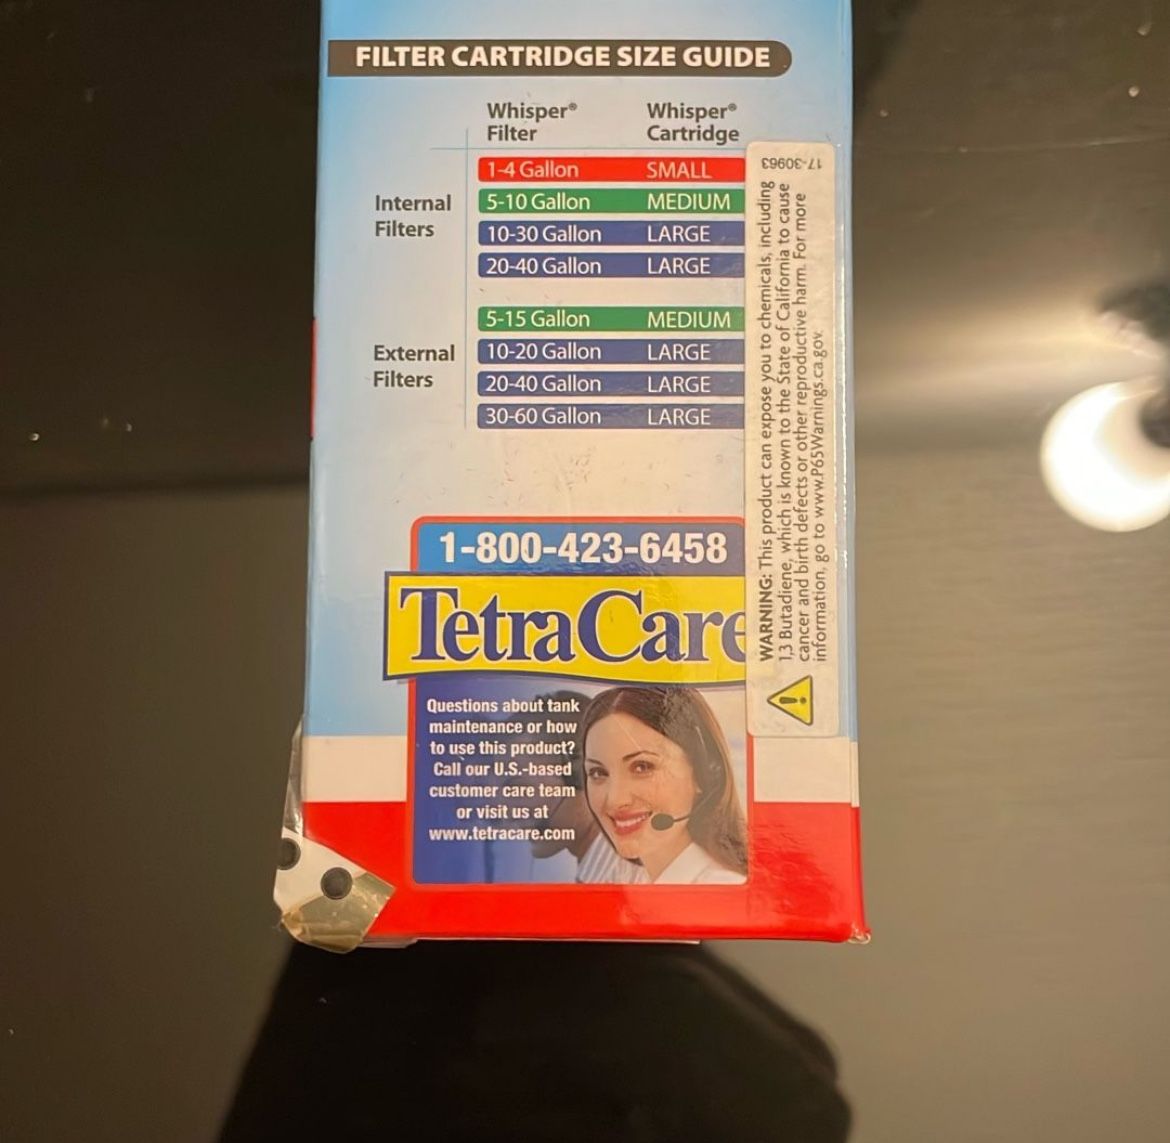 FILTER CARTRIDGE SIZE GUIDE
Whisper® Whisper®
Filter Cartridge
Internal
Filters
1-4 Gallon SMALL
5-10 Gallon MEDIUM
10-30 Gallon LARGE
20-40 Gallon LARGE
External
Filters
5-15 Gallon MEDIUM
10-20 Gallon LARGE
20-40 Gallon LARGE
30-60 Gallon LARGE
1-800-423-6458
TetraCare
Questions about tank
maintenance or how
to use this product?
Call our U.S.-based
customer care team
or visit us at
www.tetracare.com
17-30963
WARNING: This product can expose you to chemicals, including
1,3 Butadiene, which is known to the State of California to cause
cancer and birth defects or other reproductive harm. For more
information, go to www.P65Warnings.ca.gov.